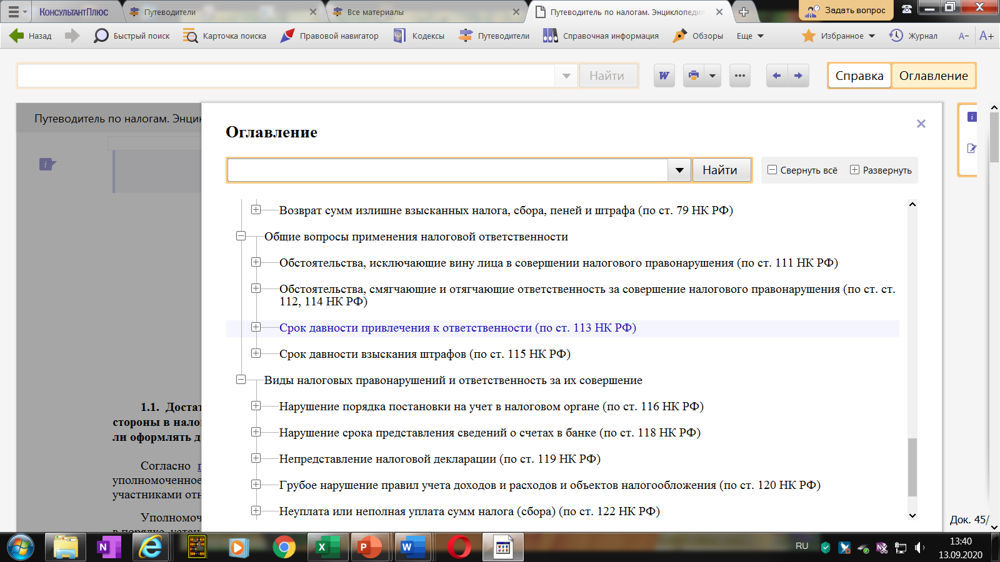 КонсультантПлюс
Путеводители
Все материалы
Путеводитель по налогам. Энциклопедия
Задать вопрос
Назад
Быстрый поиск
Карточка поиска
Правовой навигатор
Кодексы
Путеводители
Справочная информация
Обзоры
Еще
Избранное
Журнал
A−
A+
Найти
W
Справка
Оглавление
Путеводитель по налогам.
Оглавление
Найти
Свернуть всё
Развернуть
Возврат сумм излишне взысканных налога, сбора, пеней и штрафа (по ст. 79 НК РФ)
Общие вопросы применения налоговой ответственности
Обстоятельства, исключающие вину лица в совершении налогового правонарушения (по ст. 111 НК РФ)
Обстоятельства, смягчающие и отягчающие ответственность за совершение налогового правонарушения (по ст. ст.
112, 114 НК РФ)
Срок давности привлечения к ответственности (по ст. 113 НК РФ)
Срок давности взыскания штрафов (по ст. 115 НК РФ)
Виды налоговых правонарушений и ответственность за их совершение
Нарушение порядка постановки на учет в налоговом органе (по ст. 116 НК РФ)
1.1. Достат
стороны в нало
ли оформлять д
Нарушение срока представления сведений о счетах в банке (по ст. 118 НК РФ)
Непредставление налоговой декларации (по ст. 119 НК РФ)
Согласно
уполномоченное
участниками отн
Грубое нарушение правил учета доходов и расходов и объектов налогообложения (по ст. 120 НК РФ)
Неуплата или неполная уплата сумм налога (сбора) (по ст. 122 НК РФ)
Уполномоч
Док. 45/
RU
13:40
13.09.2020